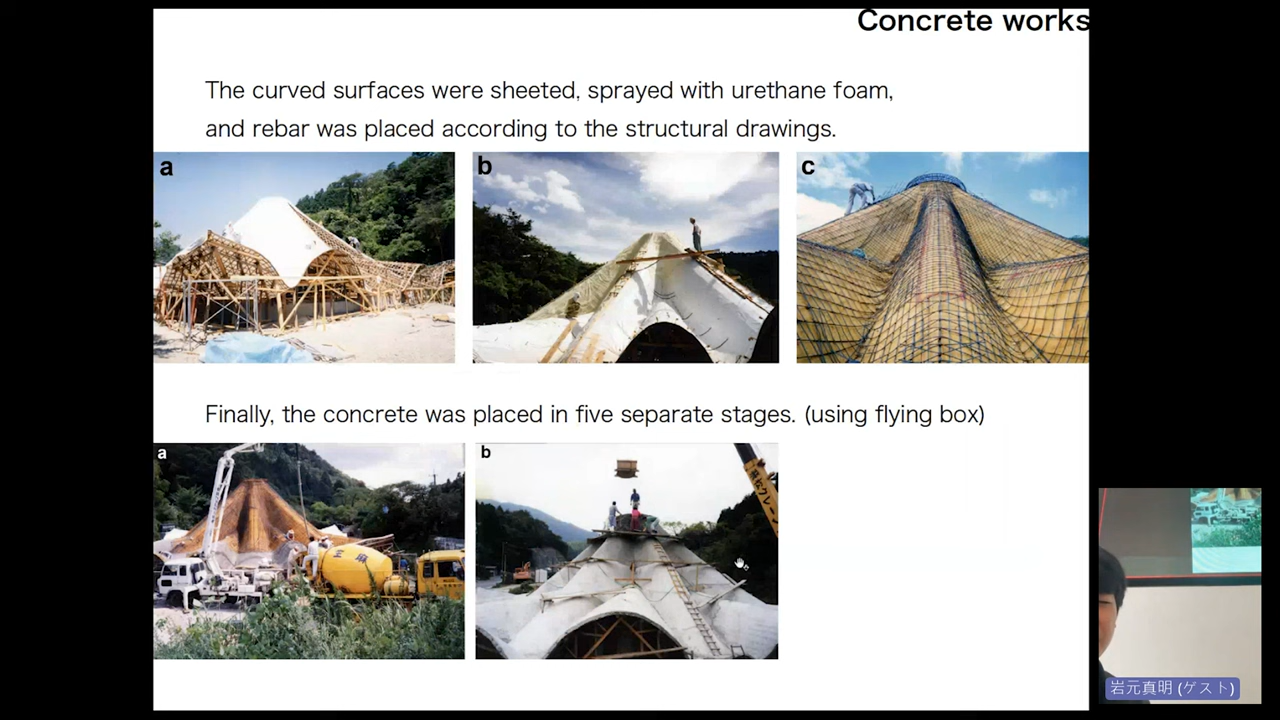 Concrete works
The curved surfaces were sheeted, sprayed with urethane foam,
and rebar was placed according to the structural drawings.
a
b
c
Finally, the concrete was placed in five separate stages. (using flying box)
a
b
岩元真明 (ゲスト)